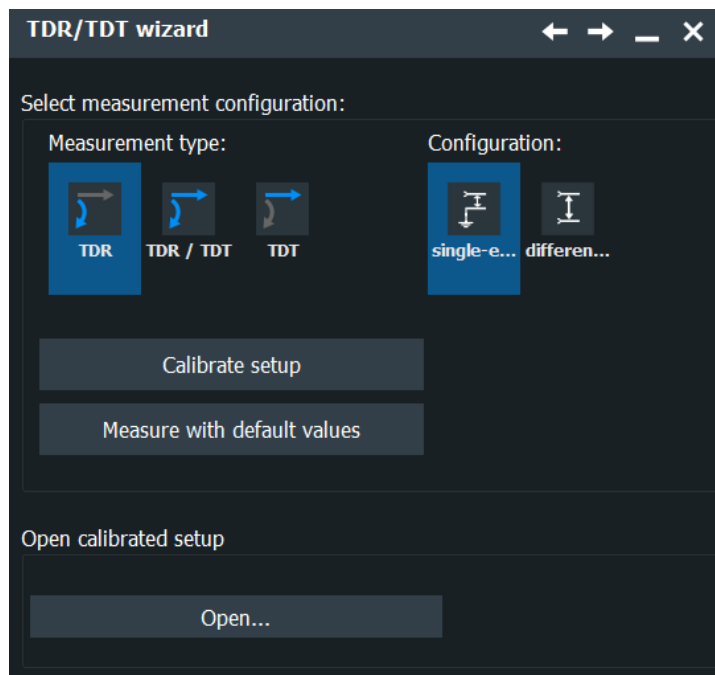 TDR/TDT wizard
Select measurement configuration:
Measurement type:
Configuration:
TDR
TDR / TDT
TDT
single-e...
differen...
Calibrate setup
Measure with default values
Open calibrated setup
Open...